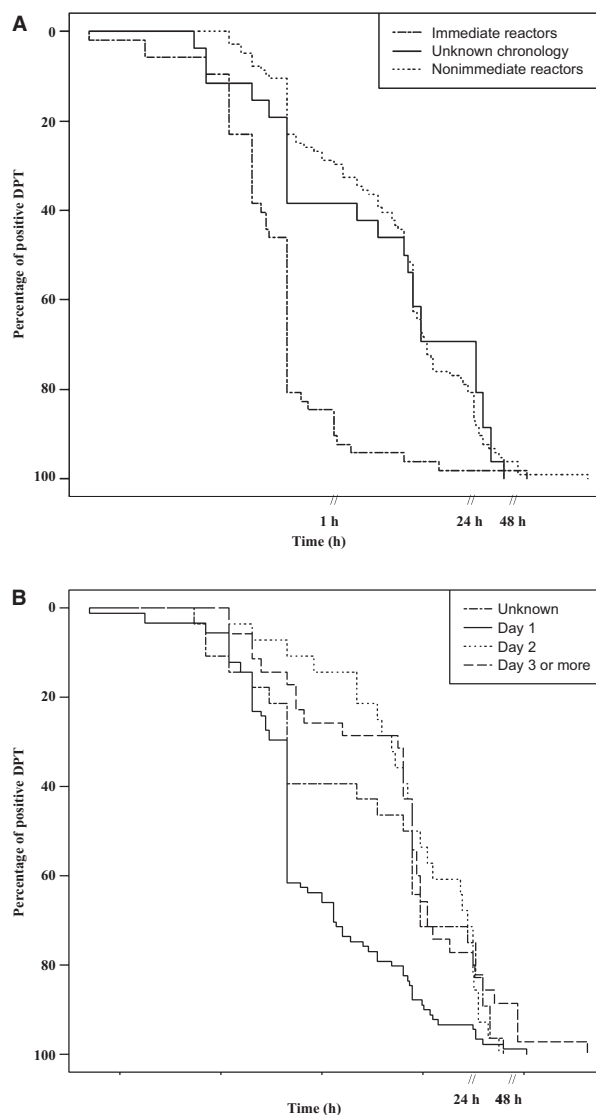 A
0
20
40
60
80
100
Percentage of positive DPT
Immediate reactors
Unknown chronology
Nonimmediate reactors
1 h
24 h
48 h
Time (h)
B
0
20
40
60
80
100
Percentage of positive DPT
Unknown
Day 1
Day 2
Day 3 or more
24 h
48 h
Time (h)